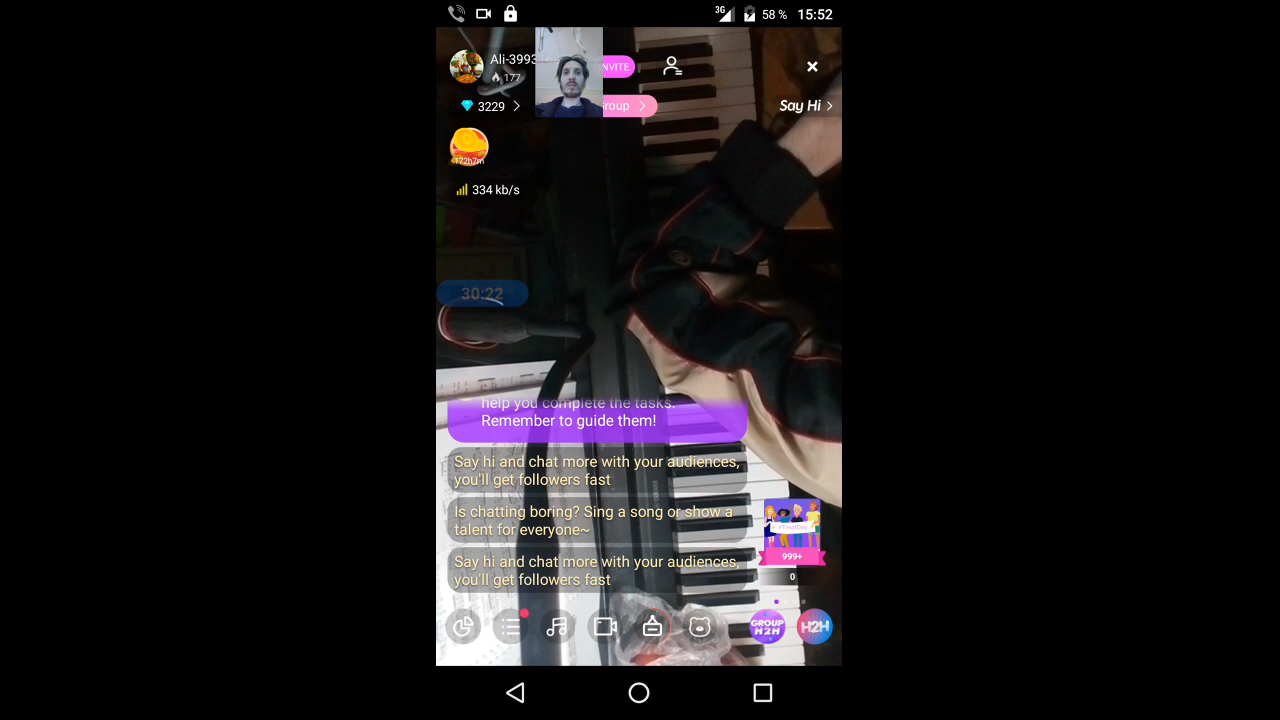 3G 58 % 15:52
Ali-3993
177
INVITE
3229
Group
Say Hi
172h7m
334 kb/s
30:22
help you complete the tasks.
Remember to guide them!
Say hi and chat more with your audiences,
you'll get followers fast
Is chatting boring? Sing a song or show a
talent for everyone~
Say hi and chat more with your audiences,
you'll get followers fast
999+
0
GROUP
H2H
H2H